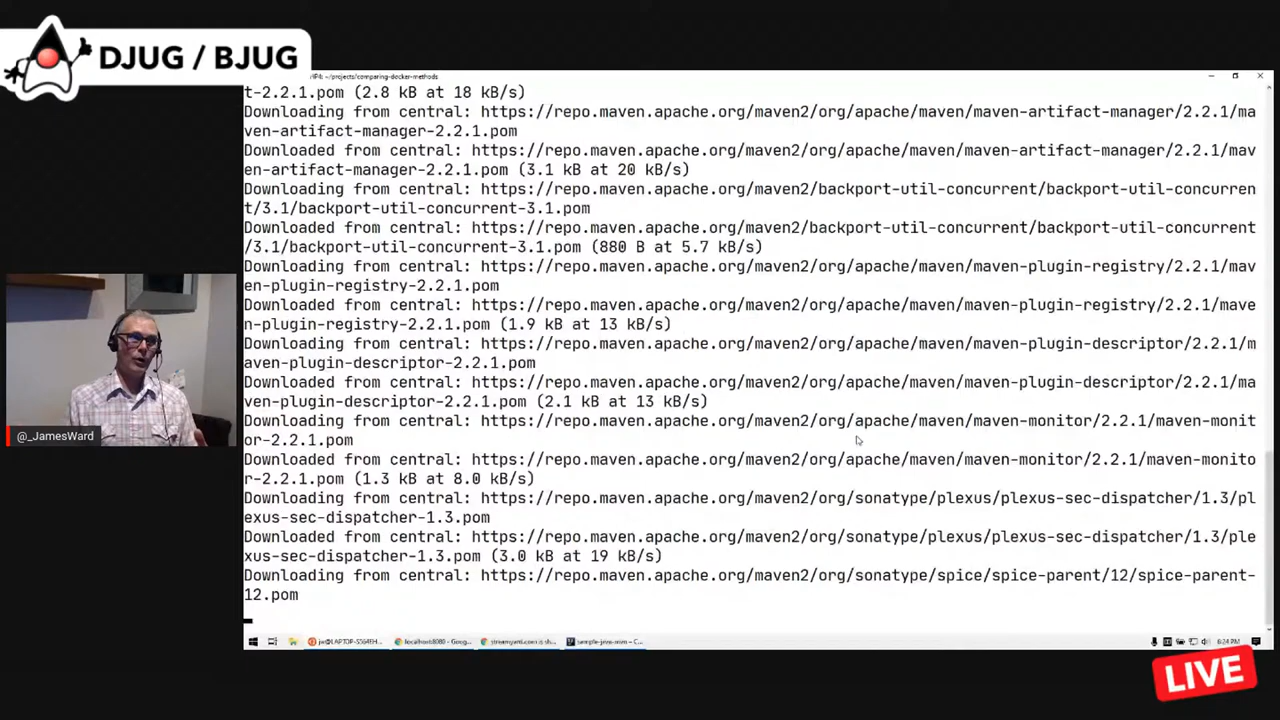 DJUG / BJUG
~/projects/comparing-docker-methods
t-2.2.1.pom (2.8 kB at 18 kB/s)
Downloading from central: https://repo.maven.apache.org/maven2/org/apache/maven/maven-artifact-manager/2.2.1/ma
ven-artifact-manager-2.2.1.pom
Downloaded from central: https://repo.maven.apache.org/maven2/org/apache/maven/maven-artifact-manager/2.2.1/mav
en-artifact-manager-2.2.1.pom (3.1 kB at 20 kB/s)
Downloading from central: https://repo.maven.apache.org/maven2/backport-util-concurrent/backport-util-concurren
t/3.1/backport-util-concurrent-3.1.pom
Downloaded from central: https://repo.maven.apache.org/maven2/backport-util-concurrent/backport-util-concurrent
/3.1/backport-util-concurrent-3.1.pom (880 B at 5.7 kB/s)
Downloading from central: https://repo.maven.apache.org/maven2/org/apache/maven/maven-plugin-registry/2.2.1/mav
en-plugin-registry-2.2.1.pom
Downloaded from central: https://repo.maven.apache.org/maven2/org/apache/maven/maven-plugin-registry/2.2.1/mave
n-plugin-registry-2.2.1.pom (1.9 kB at 13 kB/s)
Downloading from central: https://repo.maven.apache.org/maven2/org/apache/maven/maven-plugin-descriptor/2.2.1/m
aven-plugin-descriptor-2.2.1.pom
Downloaded from central: https://repo.maven.apache.org/maven2/org/apache/maven/maven-plugin-descriptor/2.2.1/ma
ven-plugin-descriptor-2.2.1.pom (2.1 kB at 13 kB/s)
Downloading from central: https://repo.maven.apache.org/maven2/org/apache/maven/maven-monitor/2.2.1/maven-monit
or-2.2.1.pom
Downloaded from central: https://repo.maven.apache.org/maven2/org/apache/maven/maven-monitor/2.2.1/maven-monito
r-2.2.1.pom (1.3 kB at 8.0 kB/s)
Downloading from central: https://repo.maven.apache.org/maven2/org/sonatype/plexus/plexus-sec-dispatcher/1.3/pl
exus-sec-dispatcher-1.3.pom
Downloaded from central: https://repo.maven.apache.org/maven2/org/sonatype/plexus/plexus-sec-dispatcher/1.3/ple
xus-sec-dispatcher-1.3.pom (3.0 kB at 19 kB/s)
Downloading from central: https://repo.maven.apache.org/maven2/org/sonatype/spice/spice-parent/12/spice-parent-
12.pom
@_JamesWard
localhost:8080 - Goog...
streamyard.com is sh...
6:24 PM
LIVE